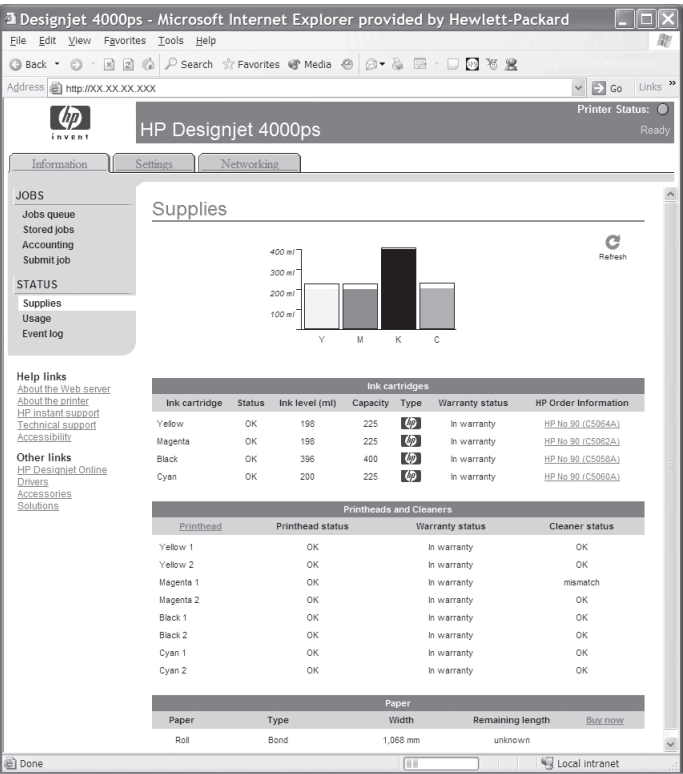 Designjet 4000ps - Microsoft Internet Explorer provided by Hewlett-Packard
File Edit View Favorites Tools Help
Back Search Favorites Media
Address http://XX.XX.XX.XXX Go Links »
hp
invent
HP Designjet 4000ps
Printer Status:
Ready
Information Settings Networking
JOBS
Jobs queue
Stored jobs
Accounting
Submit job
STATUS
Supplies
Usage
Event log
Help links
About the Web server
About the printer
HP instant support
Technical support
Accessibility
Other links
HP Designjet Online
Drivers
Accessories
Solutions
Supplies
Refresh
400 ml
300 ml
200 ml
100 ml
Y M K C
Ink cartridges
Ink cartridge Status Ink level (ml) Capacity Type Warranty status HP Order Information
Yellow OK 198 225 hp In warranty HP No 90 (C5064A)
Magenta OK 198 225 hp In warranty HP No 90 (C5062A)
Black OK 396 400 hp In warranty HP No 90 (C5058A)
Cyan OK 200 225 hp In warranty HP No 90 (C5060A)
Printheads and Cleaners
Printhead Printhead status Warranty status Cleaner status
Yellow 1 OK In warranty OK
Yellow 2 OK In warranty OK
Magenta 1 OK In warranty mismatch
Magenta 2 OK In warranty OK
Black 1 OK In warranty OK
Black 2 OK In warranty OK
Cyan 1 OK In warranty OK
Cyan 2 OK In warranty OK
Paper
Paper Type Width Remaining length Buy now
Roll Bond 1,068 mm unknown
Done Local intranet